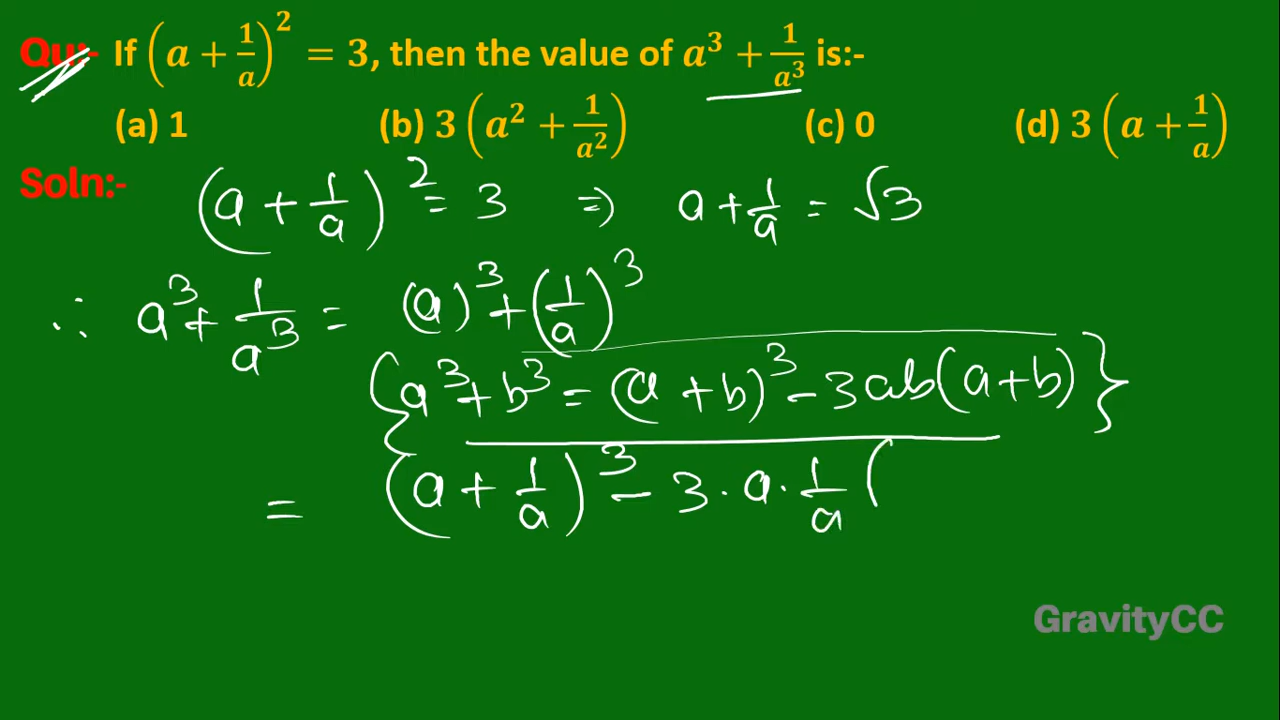 Qu:- If (a + 1/a)² = 3, then the value of a³ + 1/a³ is:-
(a) 1 (b) 3 (a² + 1/a²) (c) 0 (d) 3 (a + 1/a)
Soln:-
(a + 1/a)² = 3 ⇒ a + 1/a = √3
∴ a³ + 1/a³ = (a)³ + (1/a)³
{a³ + b³ = (a + b)³ - 3ab(a + b)}
= (a + 1/a)³ - 3 · a · 1/a (
GravityCC